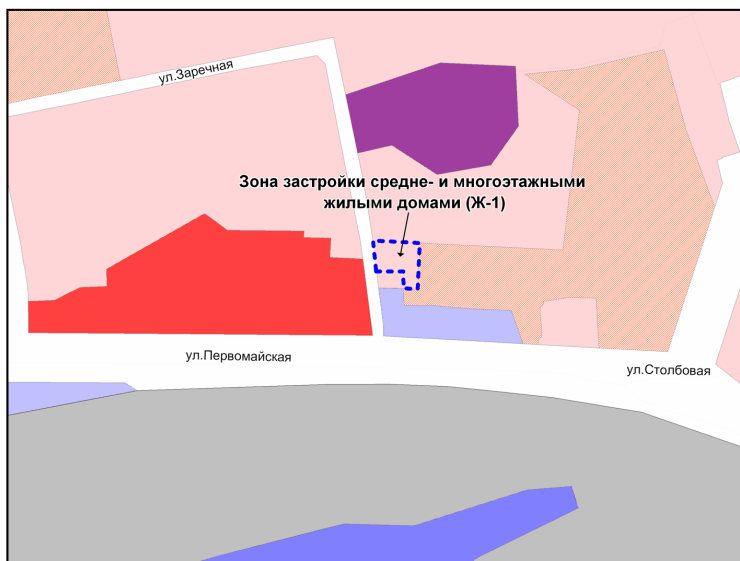 ул.Заречная
Зона застройки средне- и многоэтажными
жилыми домами (Ж-1)
ул.Первомайская
ул.Столбовая